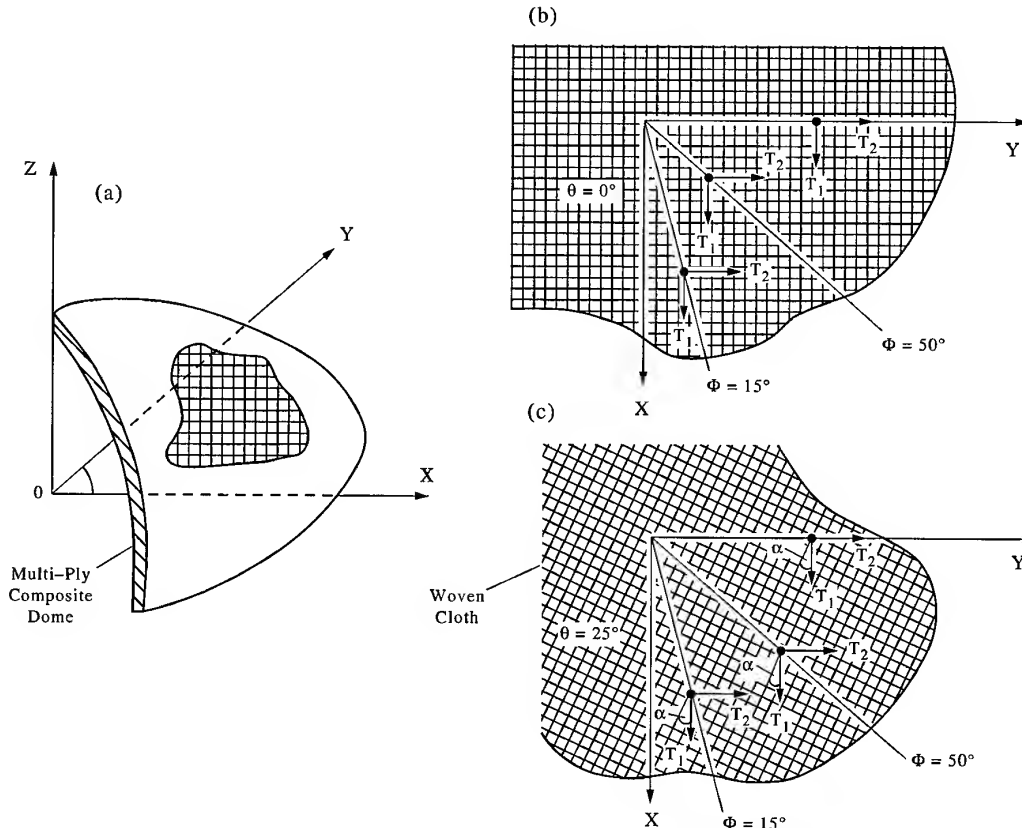 (a)
Z
Y
X
0
Multi–Ply
Composite
Dome
(b)
Y
T2
T1
θ = 0°
T2
T1
T2
T1
Φ = 50°
Φ = 15°
X
(c)
Y
α
T2
T1
Woven
Cloth
θ = 25°
T2
α
T1
T2
α
T1
Φ = 50°
X
Φ = 15°